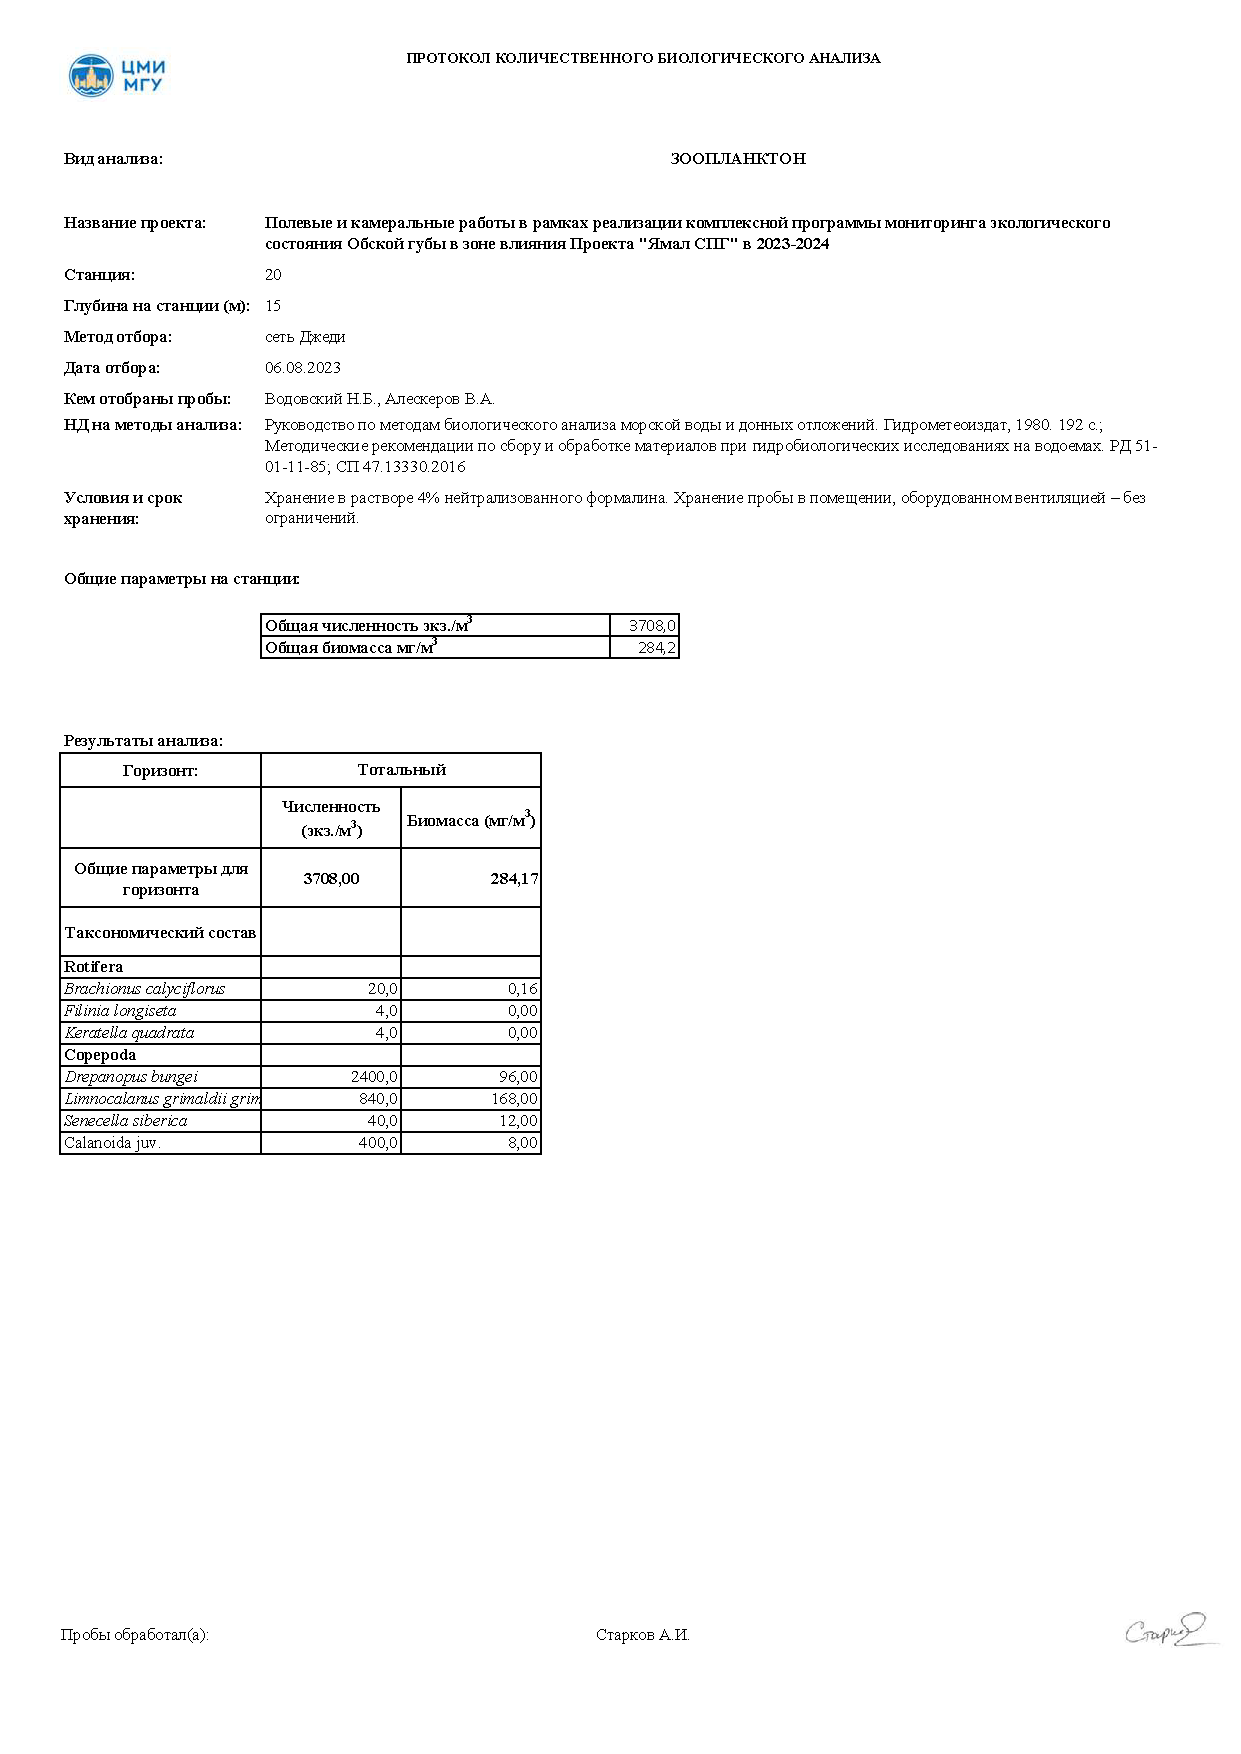 ЦМИ
МГУ
ПРОТОКОЛ КОЛИЧЕСТВЕННОГО БИОЛОГИЧЕСКОГО АНАЛИЗА
Вид анализа: ЗООПЛАНКТОН
Название проекта: Полевые и камеральные работы в рамках реализации комплексной программы мониторинга экологического
состояния Обской губы в зоне влияния Проекта "Ямал СПГ" в 2023-2024
Станция: 20
Глубина на станции (м): 15
Метод отбора: сеть Джеди
Дата отбора: 06.08.2023
Кем отобраны пробы: Водовский Н.Б., Алескеров В.А.
НД на методы анализа: Руководство по методам биологического анализа морской воды и донных отложений. Гидрометеоиздат, 1980. 192 с.;
Методические рекомендации по сбору и обработке материалов при гидробиологических исследованиях на водоемах. РД 51-
01-11-85; СП 47.13330.2016
Условия и срок Хранение в растворе 4% нейтрализованного формалина. Хранение пробы в помещении, оборудованном вентиляцией – без
хранения: ограничений.
Общие параметры на станции:
Общая численность экз./м³ 3708,0
Общая биомасса мг/м³ 284,2
Результаты анализа:
Горизонт: Тотальный
Численность
(экз./м³) Биомасса (мг/м³)
Общие параметры для
горизонта 3708,00 284,17
Таксономический состав
Rotifera
Brachionus calyciflorus 20,0 0,16
Filinia longiseta 4,0 0,00
Keratella quadrata 4,0 0,00
Copepoda
Drepanopus bungei 2400,0 96,00
Limnocalanus grimaldii grim 840,0 168,00
Senecella siberica 40,0 12,00
Calanoida juv. 400,0 8,00
Пробы обработал(а): Старков А.И.